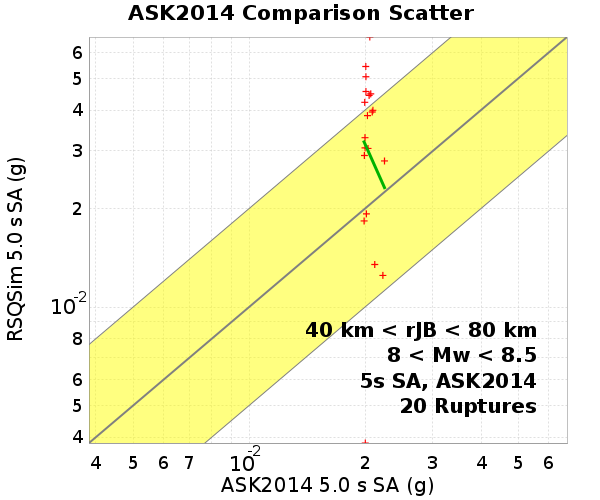 ASK2014 Comparison Scatter
RSQSim 5.0 s SA (g)
6
5
4
3
2
10-2
8
6
5
4
40 km < rJB < 80 km
8 < Mw < 8.5
5s SA, ASK2014
20 Ruptures
4 5 6 7 10-2 2 3 4 5 6
ASK2014 5.0 s SA (g)